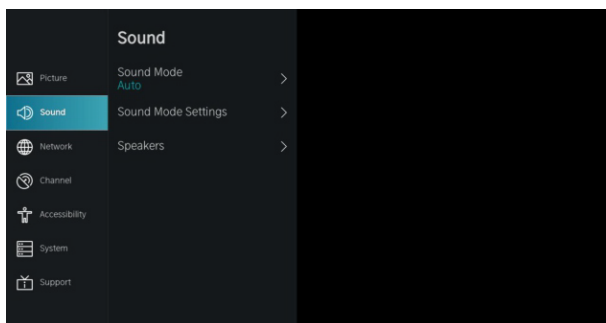 Sound
Picture
Sound
Network
Channel
Accessibility
System
Support
Sound Mode
Auto
Sound Mode Settings
Speakers